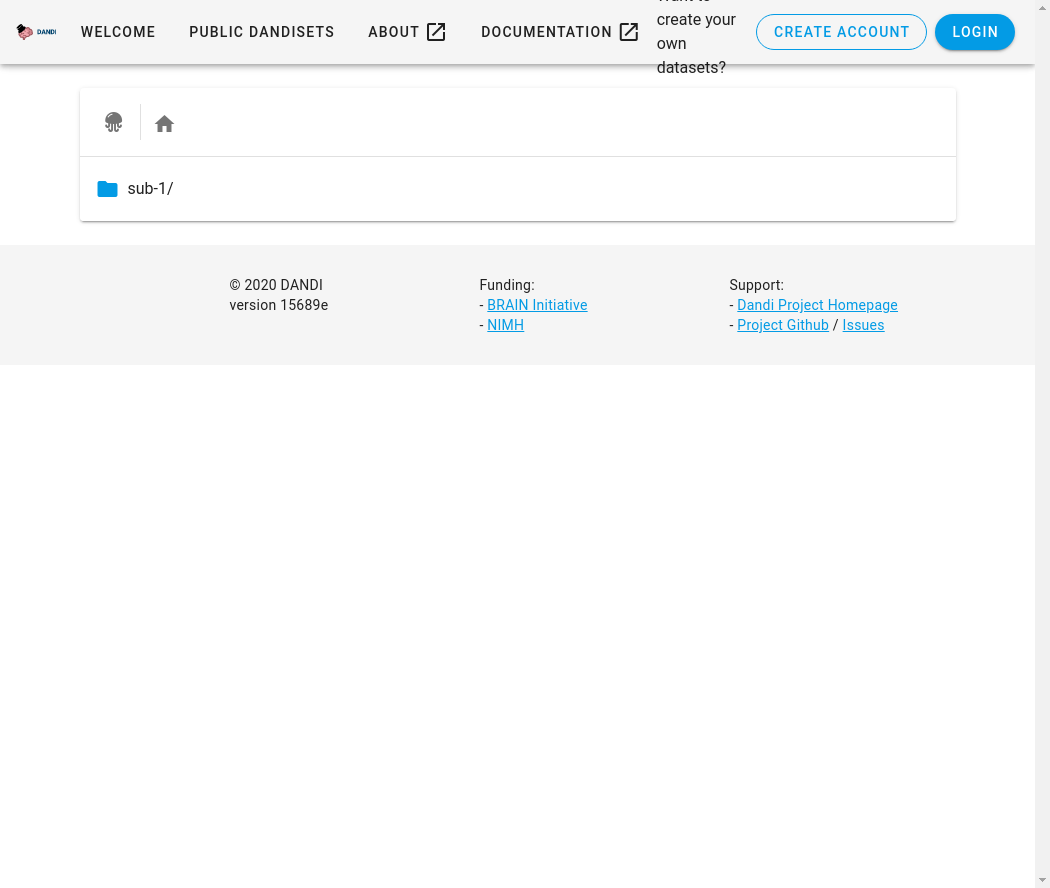 DANDI
WELCOME
PUBLIC DANDISETS
ABOUT
DOCUMENTATION
create your
own
datasets?
CREATE ACCOUNT
LOGIN
sub-1/
© 2020 DANDI
version 15689e
Funding:
- BRAIN Initiative
- NIMH
Support:
- Dandi Project Homepage
- Project Github / Issues